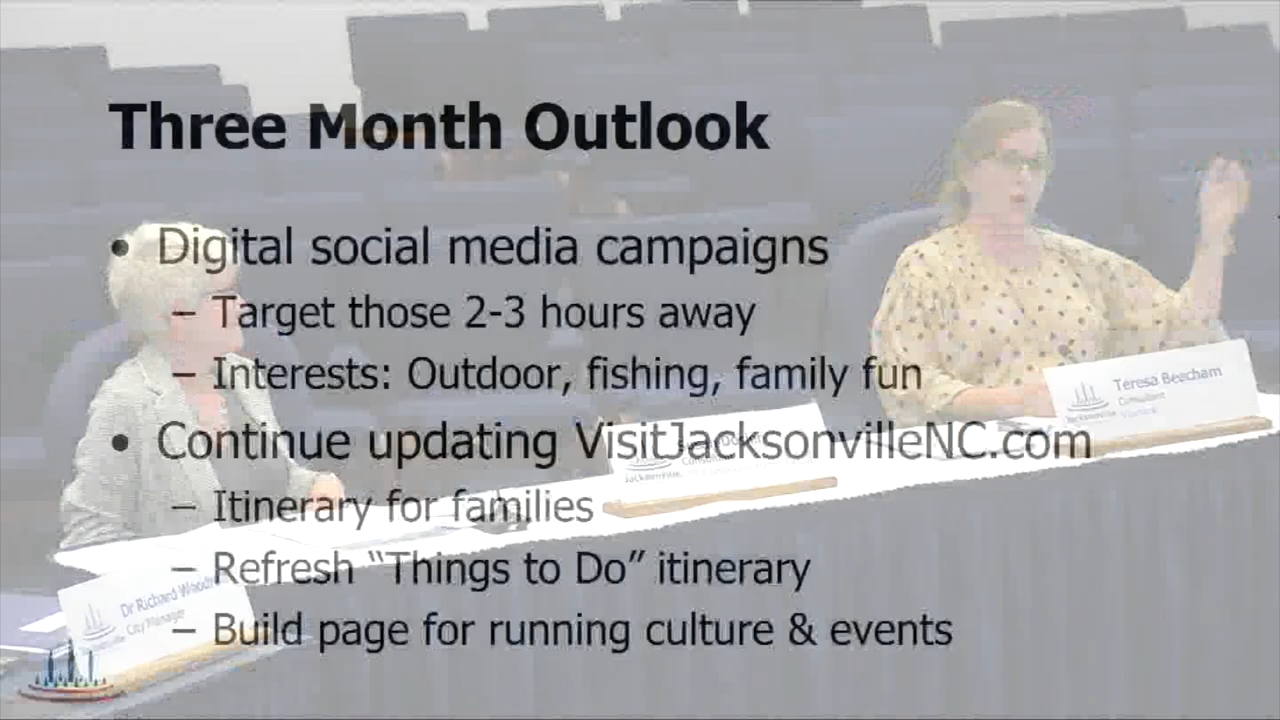 Three Month Outlook
• Digital social media campaigns
– Target those 2-3 hours away
– Interests: Outdoor, fishing, family fun
• Continue updating VisitJacksonvilleNC.com
– Itinerary for families
– Refresh “Things to Do” itinerary
– Build page for running culture & events
Teresa Beecham
Consultant
Jacksonville
Jacksonville
Dr Richard
City Manager